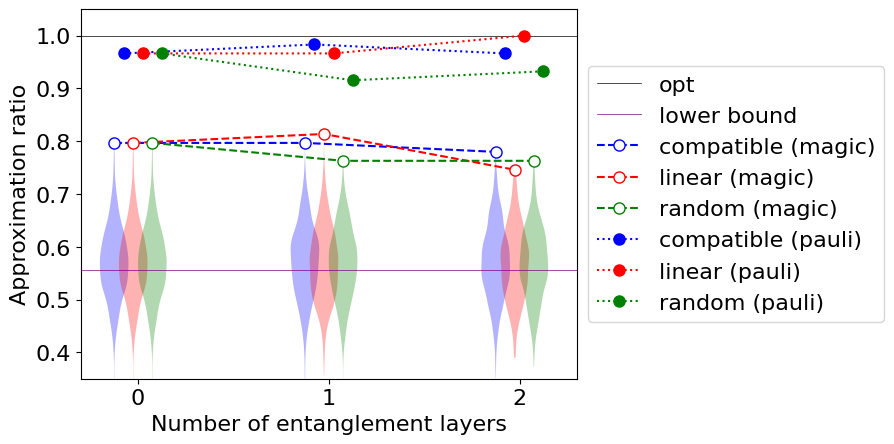 1.0
0.9
0.8
0.7
0.6
0.5
0.4
Approximation ratio
0 1 2
Number of entanglement layers
opt
lower bound
compatible (magic)
linear (magic)
random (magic)
compatible (pauli)
linear (pauli)
random (pauli)